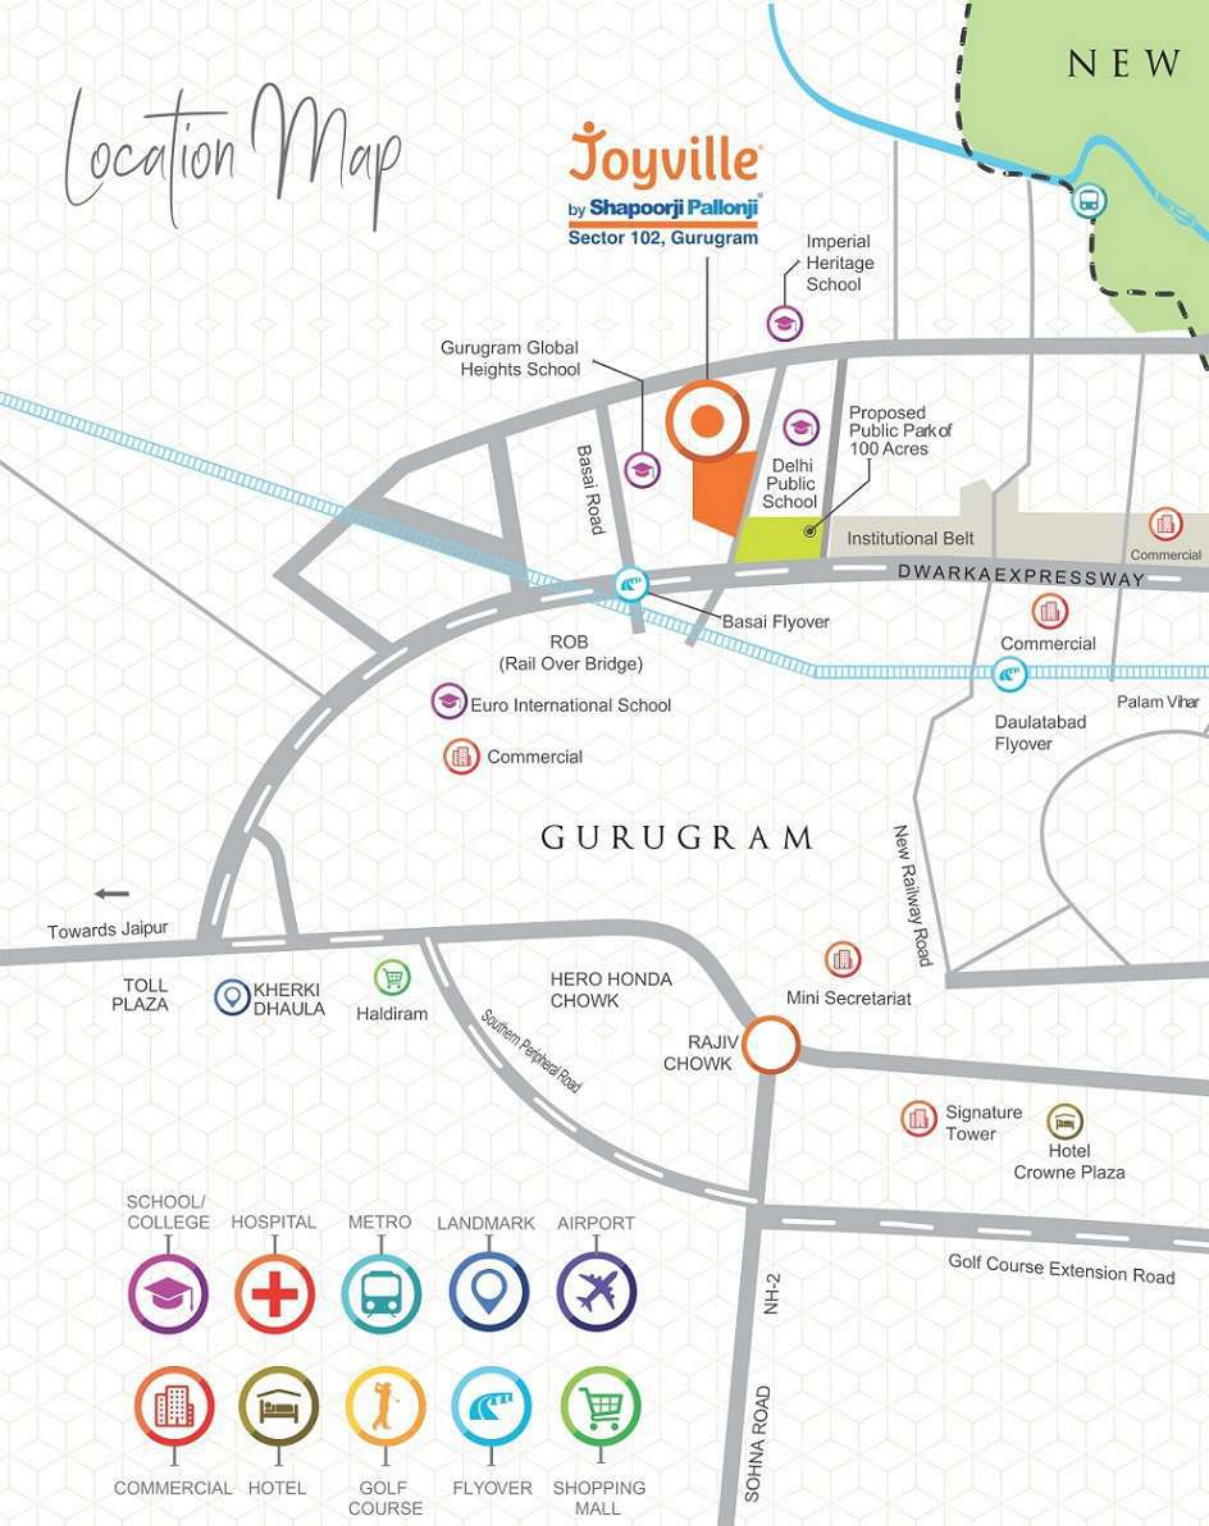 NEW
Location Map
Joyville
by Shapoorji Pallonji
Sector 102, Gurugram
Imperial
Heritage
School
Gurugram Global
Heights School
Proposed
Public Park of
100 Acres
Basai Road
Delhi
Public
School
Institutional Belt
Commercial
DWARKAEXPRESSWAY
Basai Flyover
Commercial
ROB
(Rail Over Bridge)
Euro International School
Palam Vihar
Daulatabad
Flyover
Commercial
GURUGRAM
New Railway Road
Towards Jaipur
TOLL
PLAZA
KHERKI
DHAULA
Haldiram
HERO HONDA
CHOWK
Mini Secretariat
Southern Peripheral Road
RAJIV
CHOWK
Signature
Tower
Hotel
Crowne Plaza
SCHOOL/
COLLEGE
HOSPITAL
METRO
LANDMARK
AIRPORT
Golf Course Extension Road
NH-2
SOHNA ROAD
COMMERCIAL
HOTEL
GOLF
COURSE
FLYOVER
SHOPPING
MALL